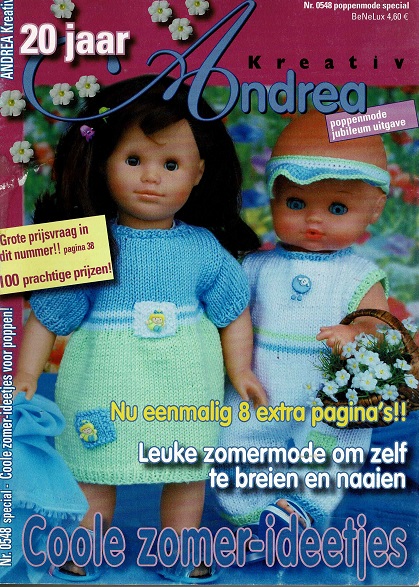 Nr. 0548 poppenmode special
BeNeLux 4,60 €
20 jaar
Kreativ
Andrea
poppenmode
jubileum uitgave
ANDREA Kreativ
Grote prijsvraag in
dit nummer!! pagina 38
100 prachtige prijzen!
Nu eenmalig 8 extra pagina's!!
Leuke zomermode om zelf
te breien en naaien
Coole zomer-ideetjes
Nr. 0548 special - Coole zomer-ideetjes voor poppen!